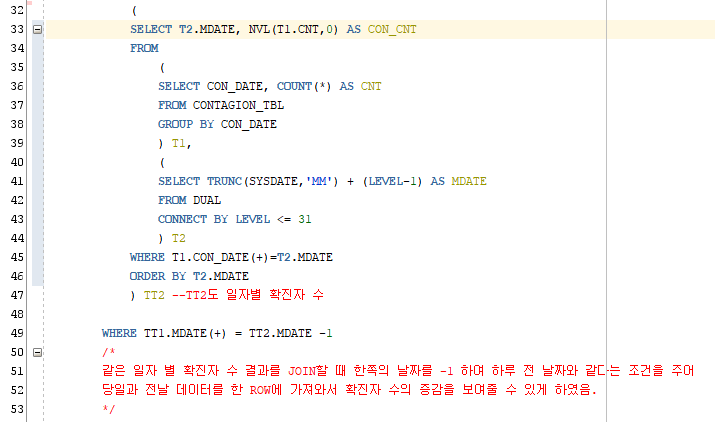 32 (
33 SELECT T2.MDATE, NVL(T1.CNT,0) AS CON_CNT
34 FROM
35 (
36 SELECT CON_DATE, COUNT(*) AS CNT
37 FROM CONTAGION_TBL
38 GROUP BY CON_DATE
39 ) T1,
40 (
41 SELECT TRUNC(SYSDATE,'MM') + (LEVEL-1) AS MDATE
42 FROM DUAL
43 CONNECT BY LEVEL <= 31
44 ) T2
45 WHERE T1.CON_DATE(+)=T2.MDATE
46 ORDER BY T2.MDATE
47 ) TT2 --TT2도 일자별 확진자 수
48
49 WHERE TT1.MDATE(+) = TT2.MDATE -1
50 /*
51 같은 일자 별 확진자 수 결과를 JOIN할 때 한쪽의 날짜를 -1 하여 하루 전 날짜와 같다는 조건을 주어
52 당일과 전날 데이터를 한 ROW에 가져와서 확진자 수의 증감을 보여줄 수 있게 하였음.
53 */